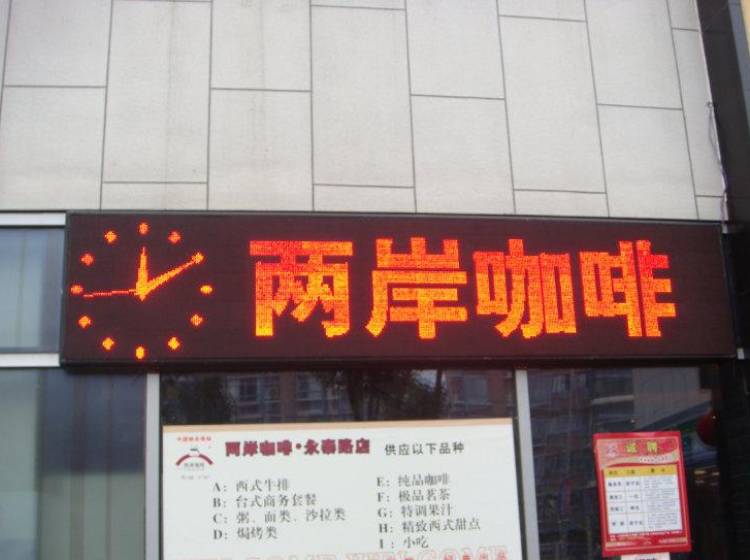 两岸咖啡
两岸咖啡·永泰路店 供应以下品种
A：西式牛排
B：台式商务套餐
C：粥、面类、沙拉类
D：焗烤类
E：纯品咖啡
F：极品茗茶
G：特调果汁
H：精致西式甜点
I：小吃
诚聘